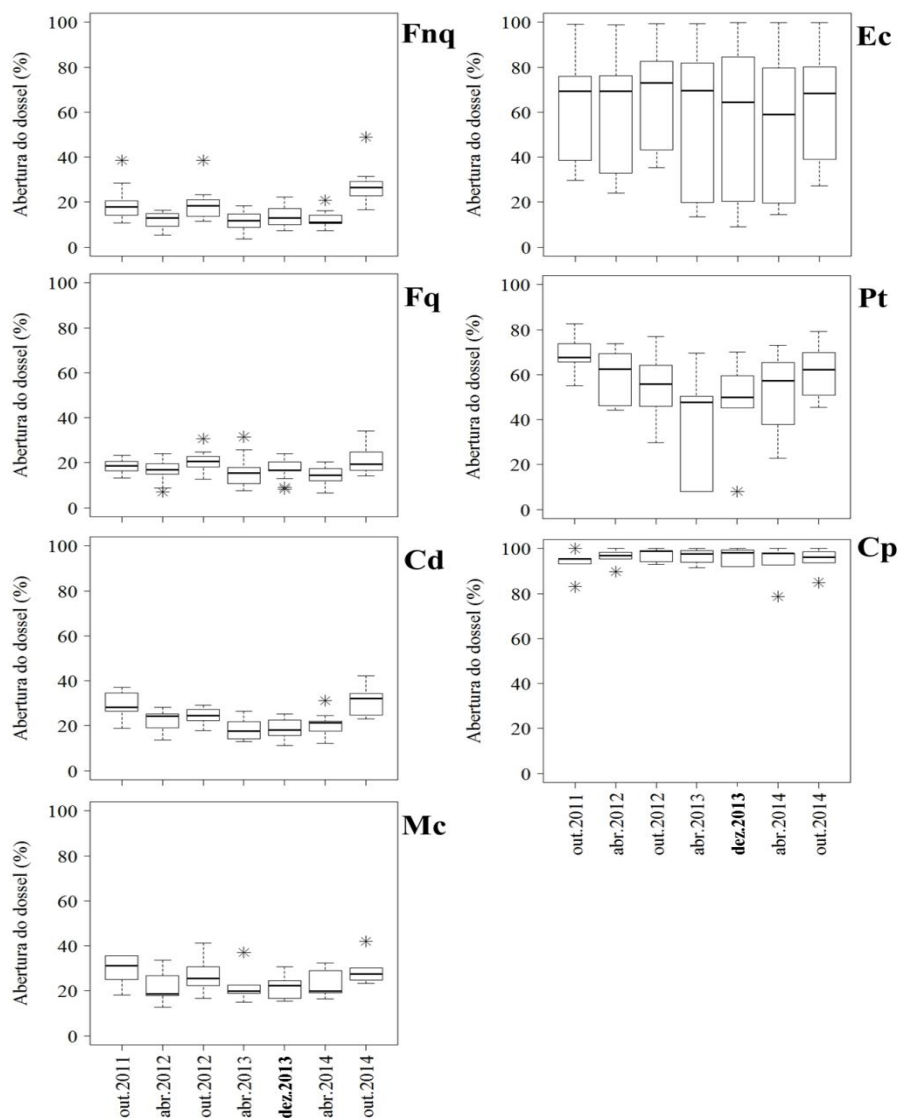 Fnq
Abertura do dossel (%)
100
80
60
40
20
0
Ec
Abertura do dossel (%)
100
80
60
40
20
0
Fq
Abertura do dossel (%)
100
80
60
40
20
0
Pt
Abertura do dossel (%)
100
80
60
40
20
0
Cd
Abertura do dossel (%)
100
80
60
40
20
0
Cp
Abertura do dossel (%)
100
80
60
40
20
0
out.2011
abr.2012
out.2012
abr.2013
dez.2013
abr.2014
out.2014
Mc
Abertura do dossel (%)
100
80
60
40
20
0
out.2011
abr.2012
out.2012
abr.2013
dez.2013
abr.2014
out.2014